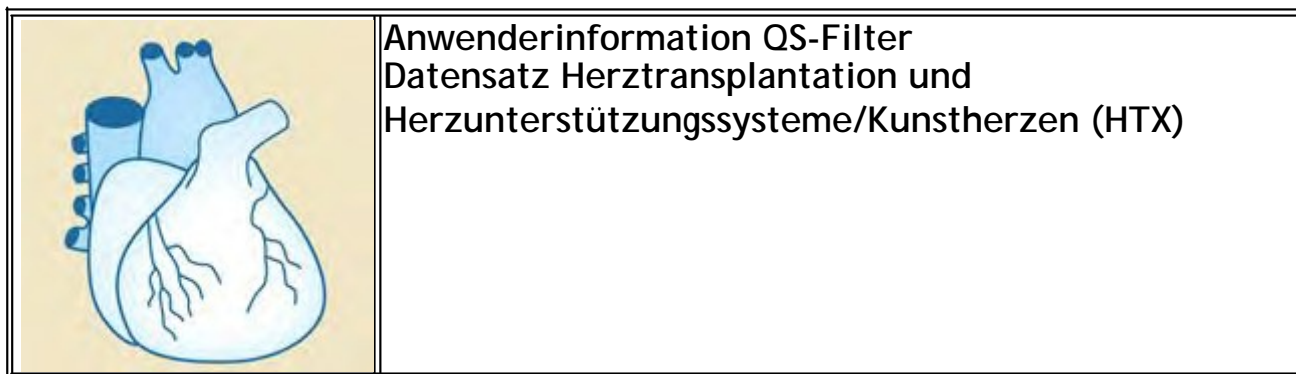 Anwenderinformation QS-Filter
Datensatz Herztransplantation und
Herzunterstützungssysteme/Kunstherzen (HTX)